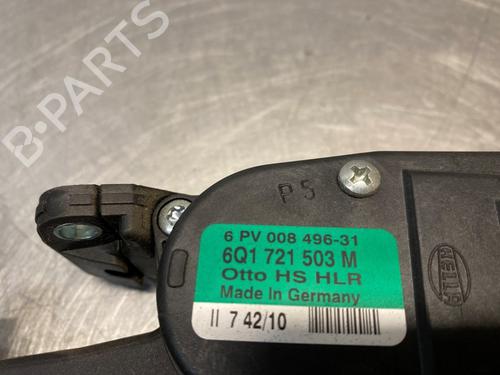 B-PARTS
P5
6 PV 008 496-31
6Q1 721 503 M
Otto HS HLR
Made in Germany
II 7 42/10
HELLA